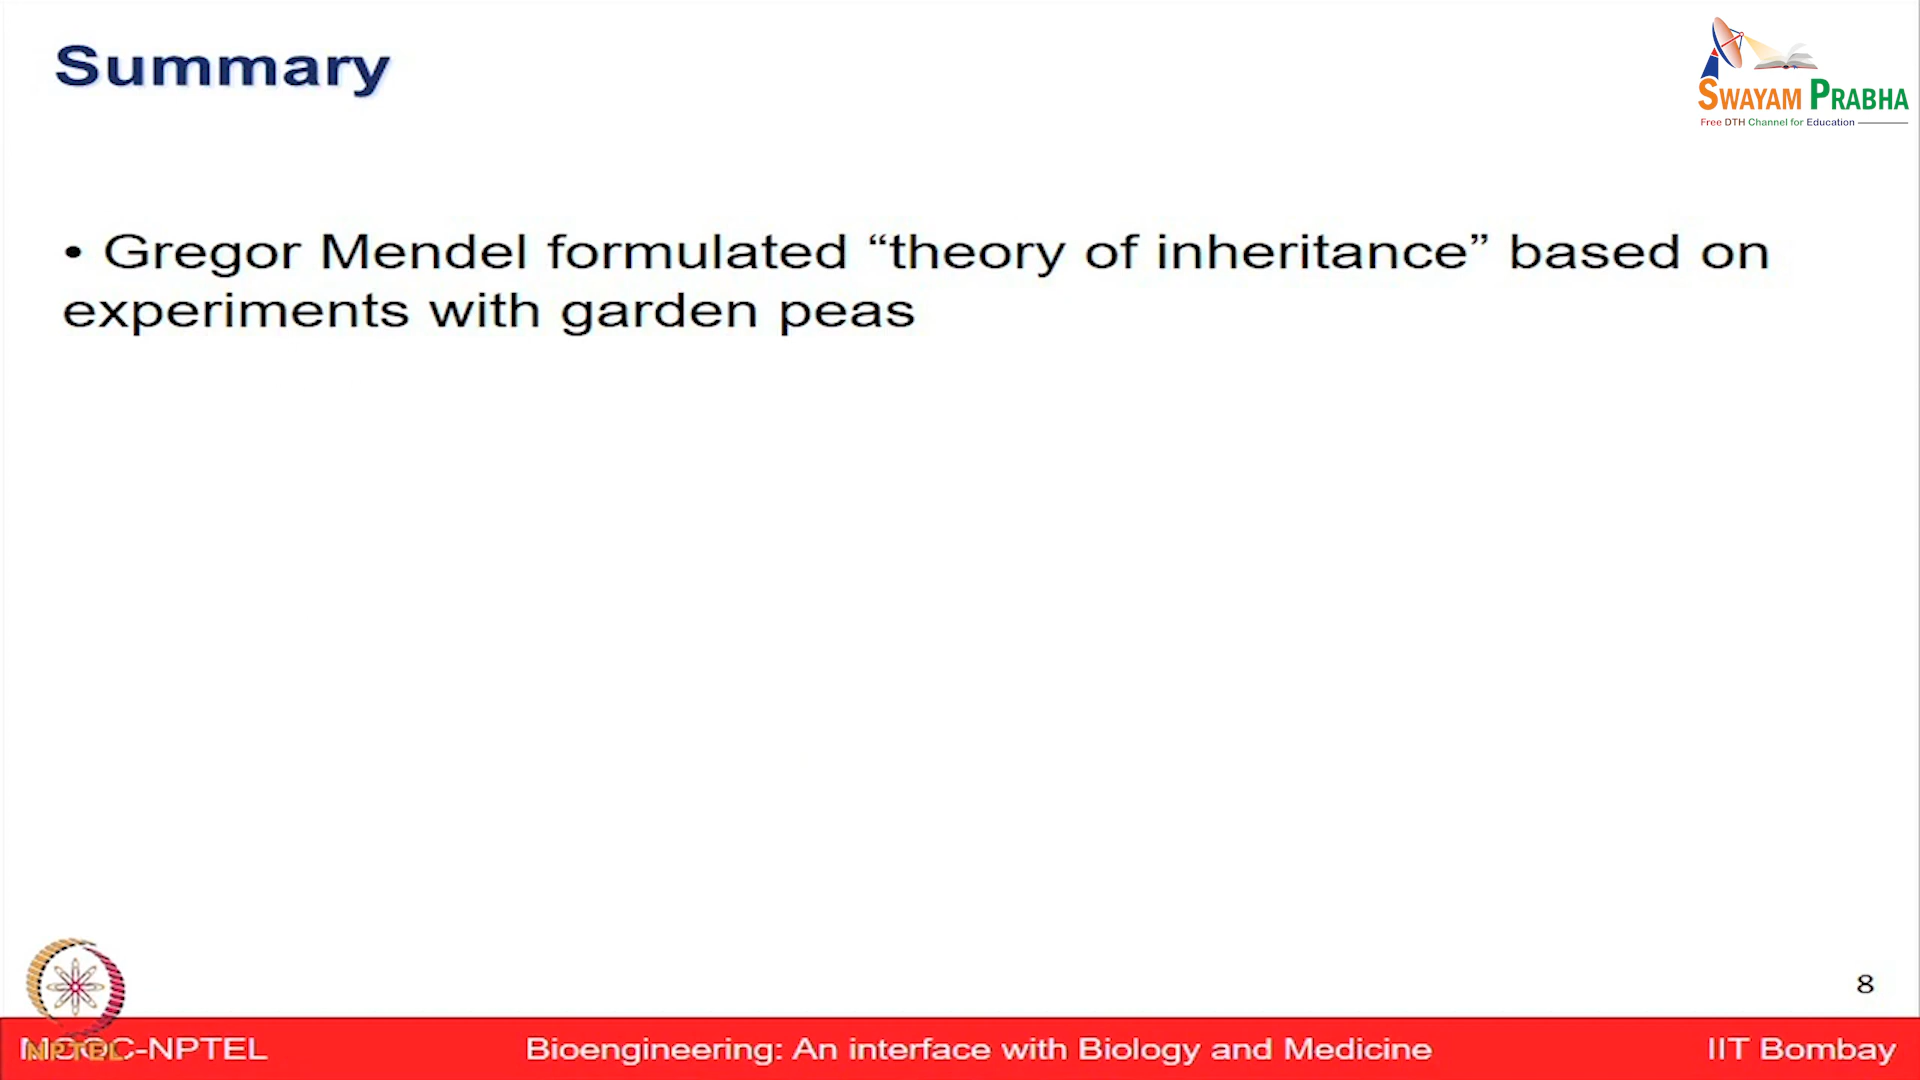 Summary
SWAYAM PRABHA
Free DTH Channel for Education
• Gregor Mendel formulated “theory of inheritance” based on
experiments with garden peas
8
NPTEL
MOOC-NPTEL
Bioengineering: An interface with Biology and Medicine
IIT Bombay